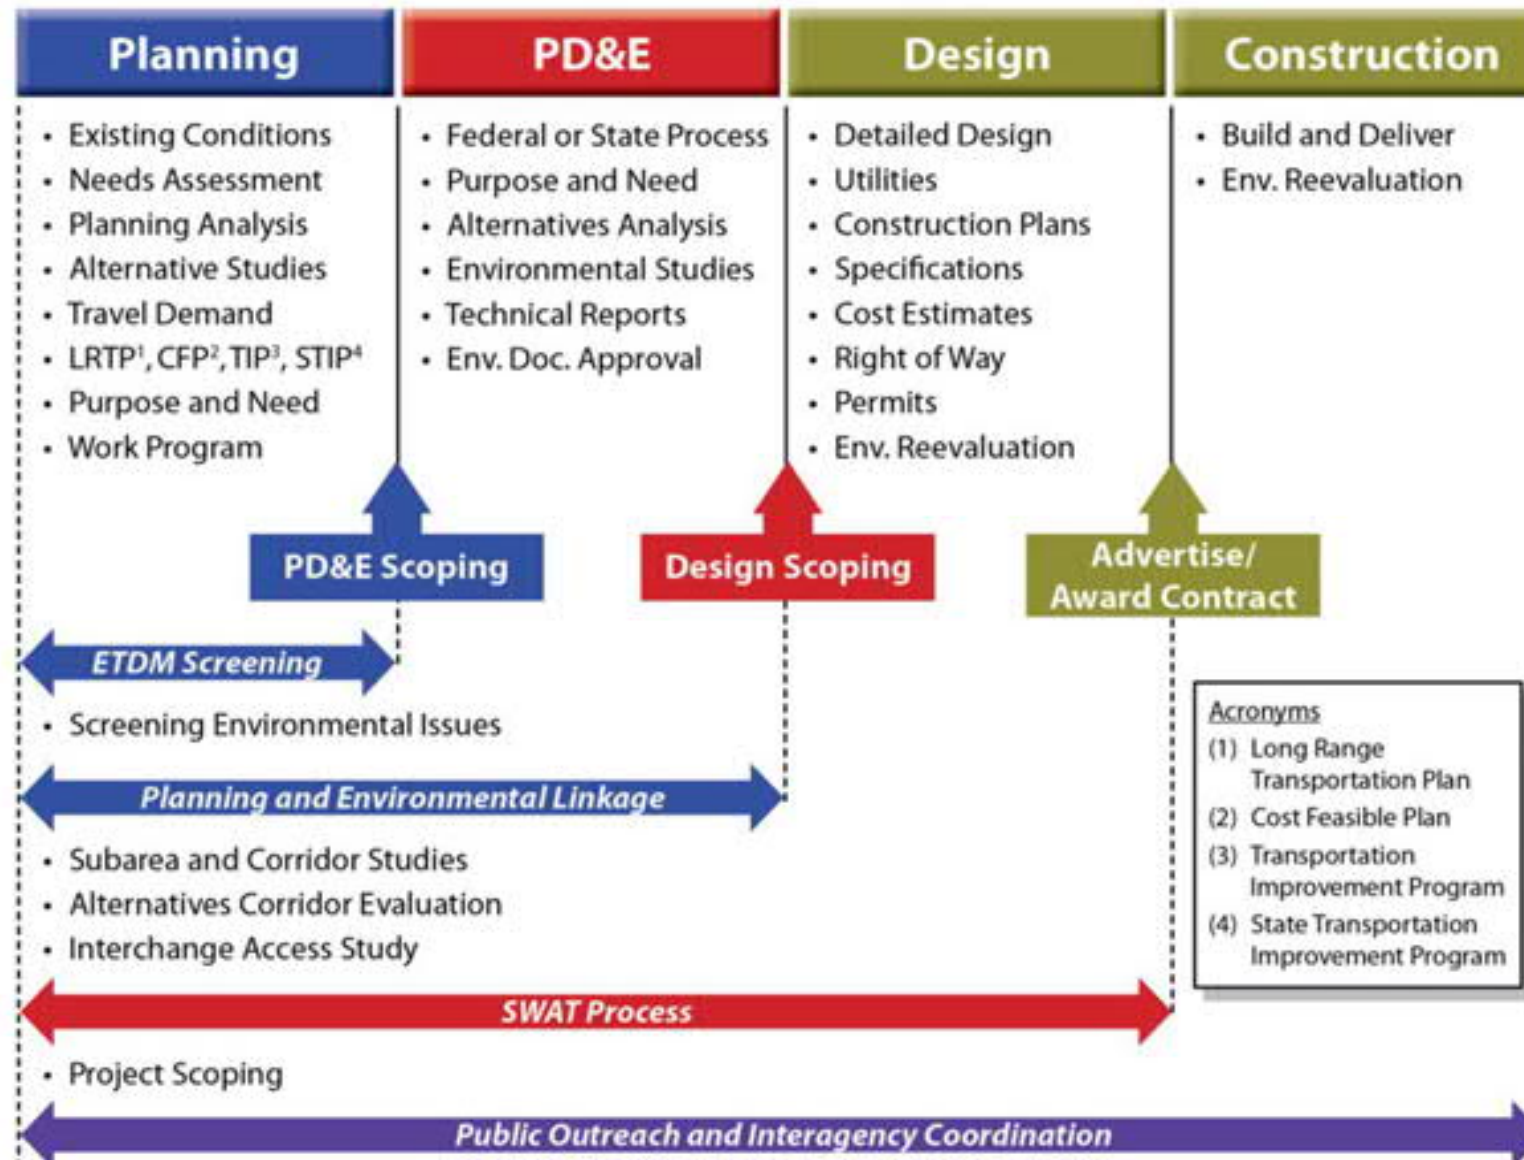 Planning
PD&E
Design
Construction
• Existing Conditions
• Needs Assessment
• Planning Analysis
• Alternative Studies
• Travel Demand
• LRTP¹, CFP², TIP³, STIP⁴
• Purpose and Need
• Work Program
• Federal or State Process
• Purpose and Need
• Alternatives Analysis
• Environmental Studies
• Technical Reports
• Env. Doc. Approval
• Detailed Design
• Utilities
• Construction Plans
• Specifications
• Cost Estimates
• Right of Way
• Permits
• Env. Reevaluation
• Build and Deliver
• Env. Reevaluation
PD&E Scoping
Design Scoping
Advertise/
Award Contract
ETDM Screening
• Screening Environmental Issues
Planning and Environmental Linkage
• Subarea and Corridor Studies
• Alternatives Corridor Evaluation
• Interchange Access Study
SWAT Process
• Project Scoping
Public Outreach and Interagency Coordination
Acronyms
(1) Long Range
Transportation Plan
(2) Cost Feasible Plan
(3) Transportation
Improvement Program
(4) State Transportation
Improvement Program